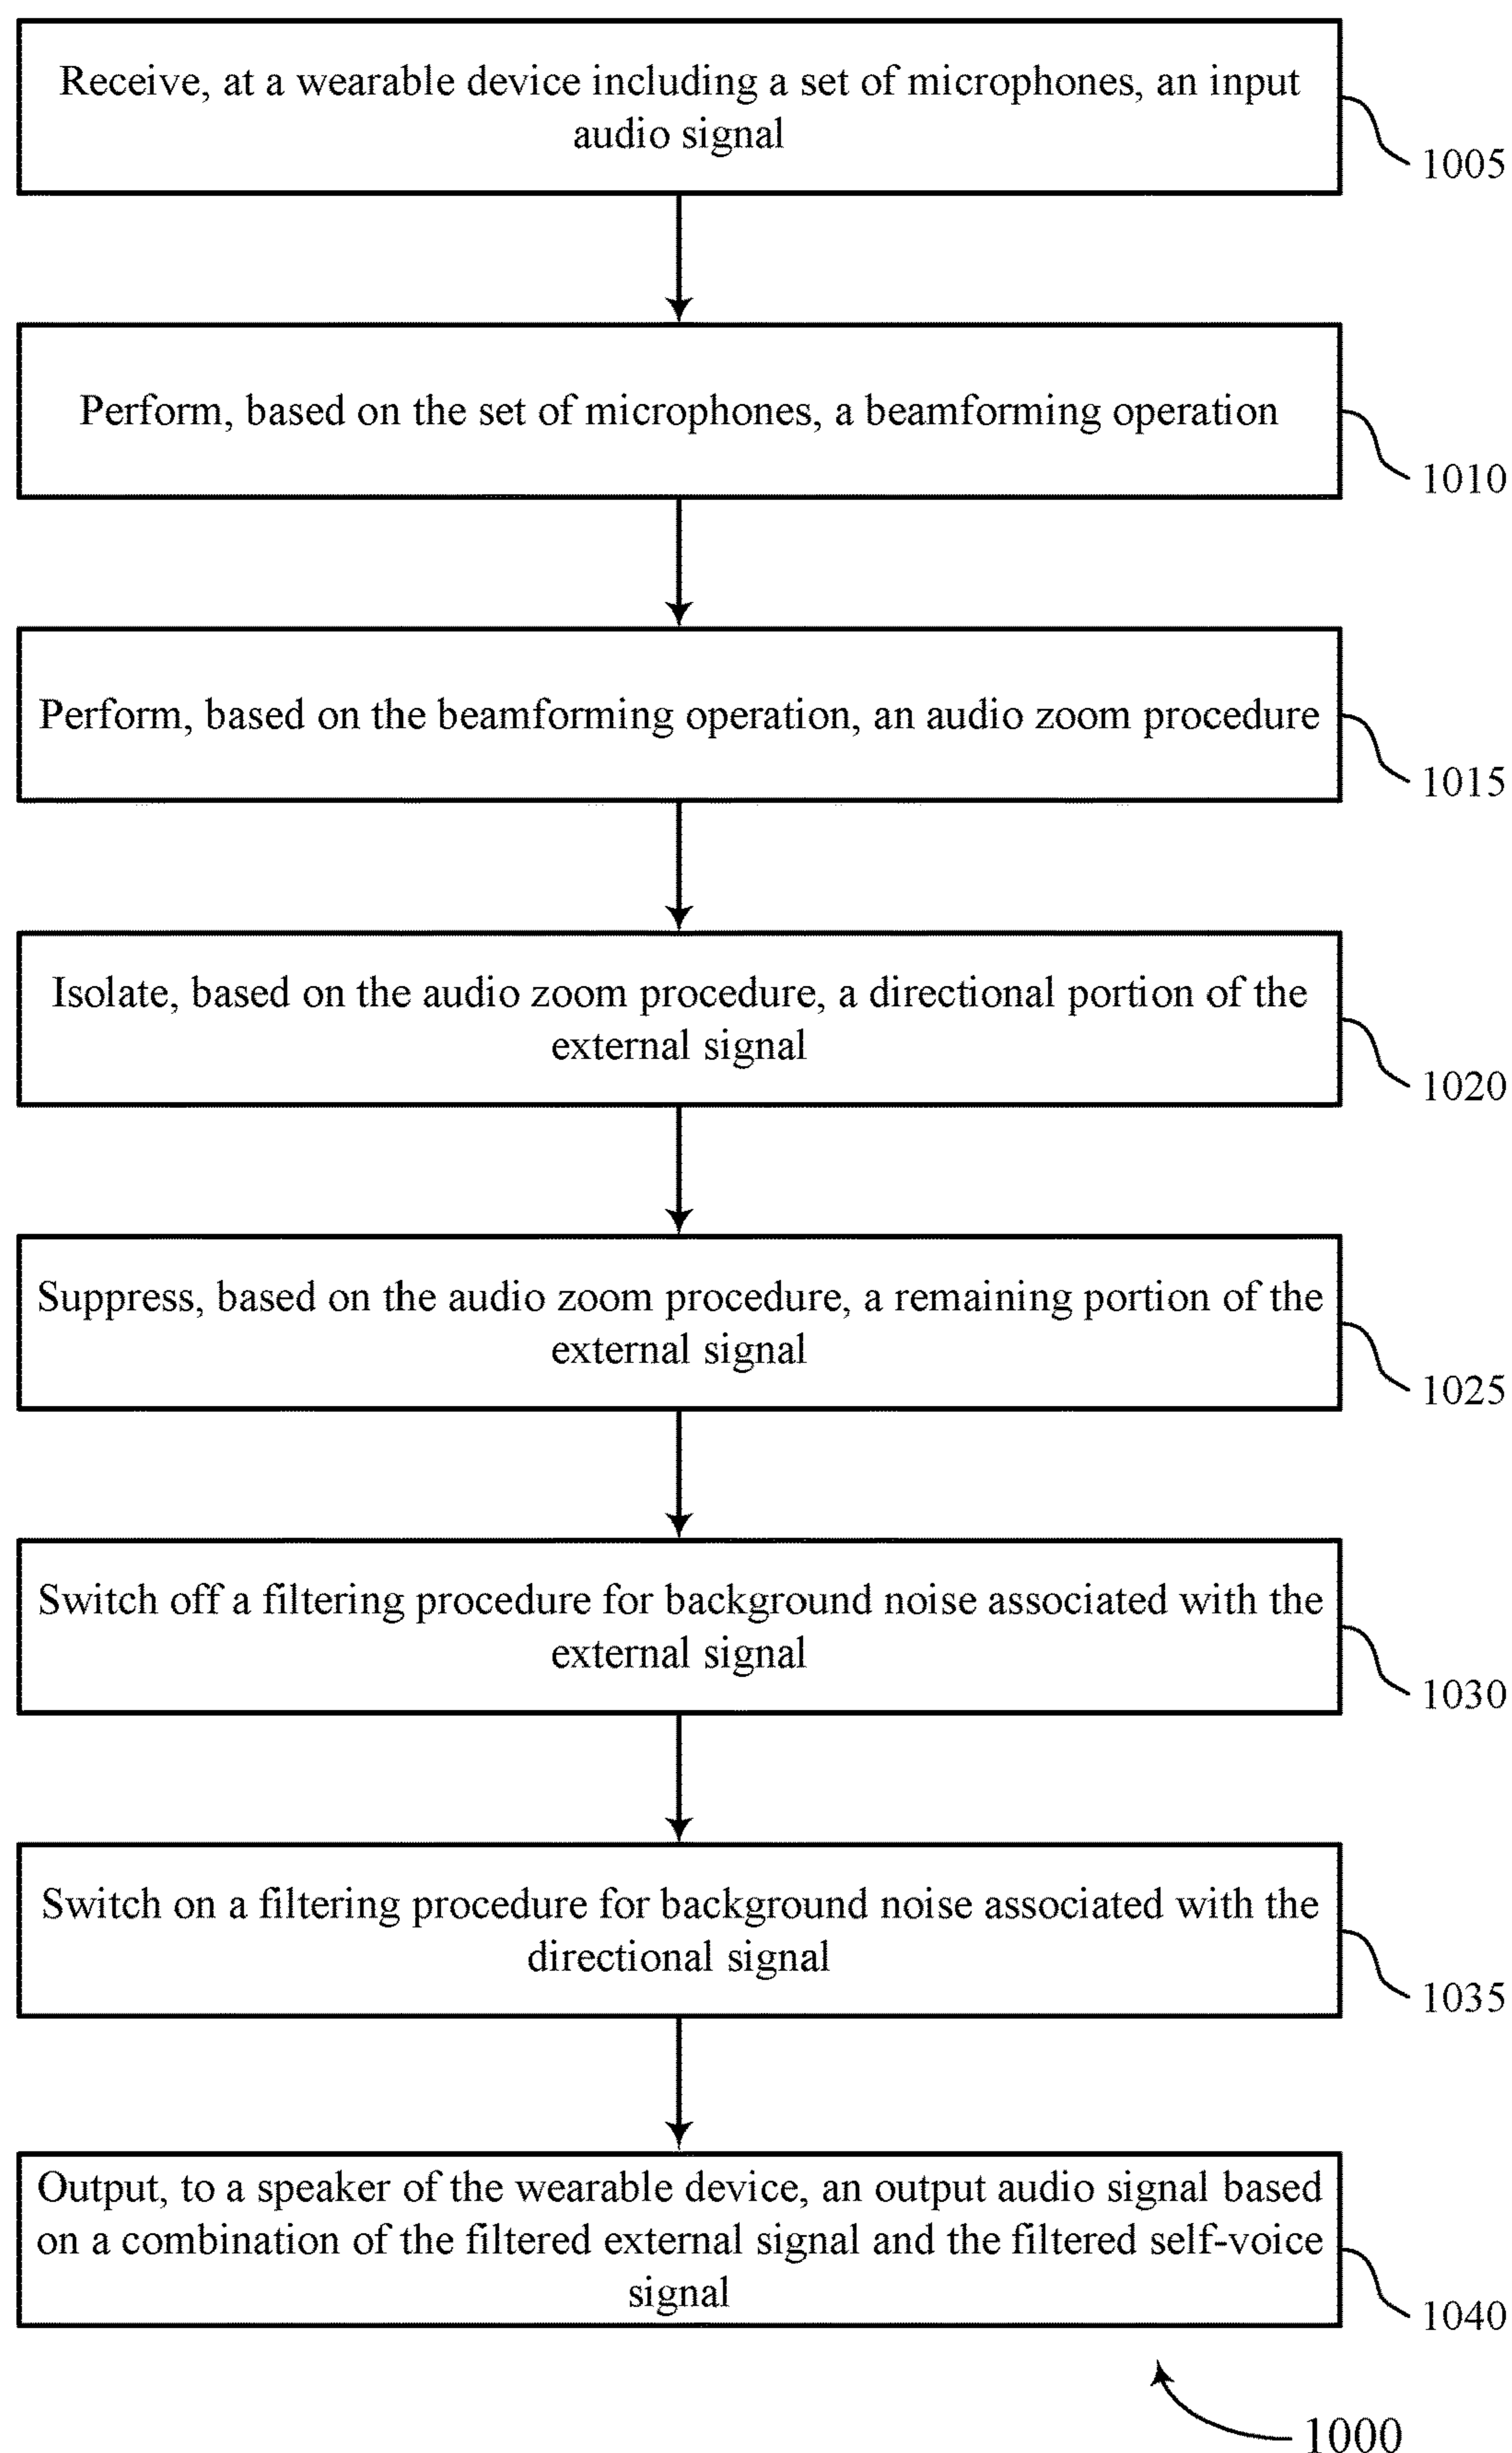 Receive, at a wearable device including a set of microphones, an input
audio signal
1005
Perform, based on the set of microphones, a beamforming operation
1010
Perform, based on the beamforming operation, an audio zoom procedure
1015
Isolate, based on the audio zoom procedure, a directional portion of the
external signal
1020
Suppress, based on the audio zoom procedure, a remaining portion of the
external signal
1025
Switch off a filtering procedure for background noise associated with the
external signal
1030
Switch on a filtering procedure for background noise associated with the
directional signal
1035
Output, to a speaker of the wearable device, an output audio signal based
on a combination of the filtered external signal and the filtered self-voice
signal
1040
1000